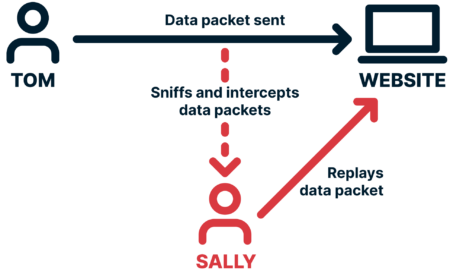 Data packet sent
TOM
WEBSITE
Sniffs and intercepts
data packets
Replays
data packet
SALLY